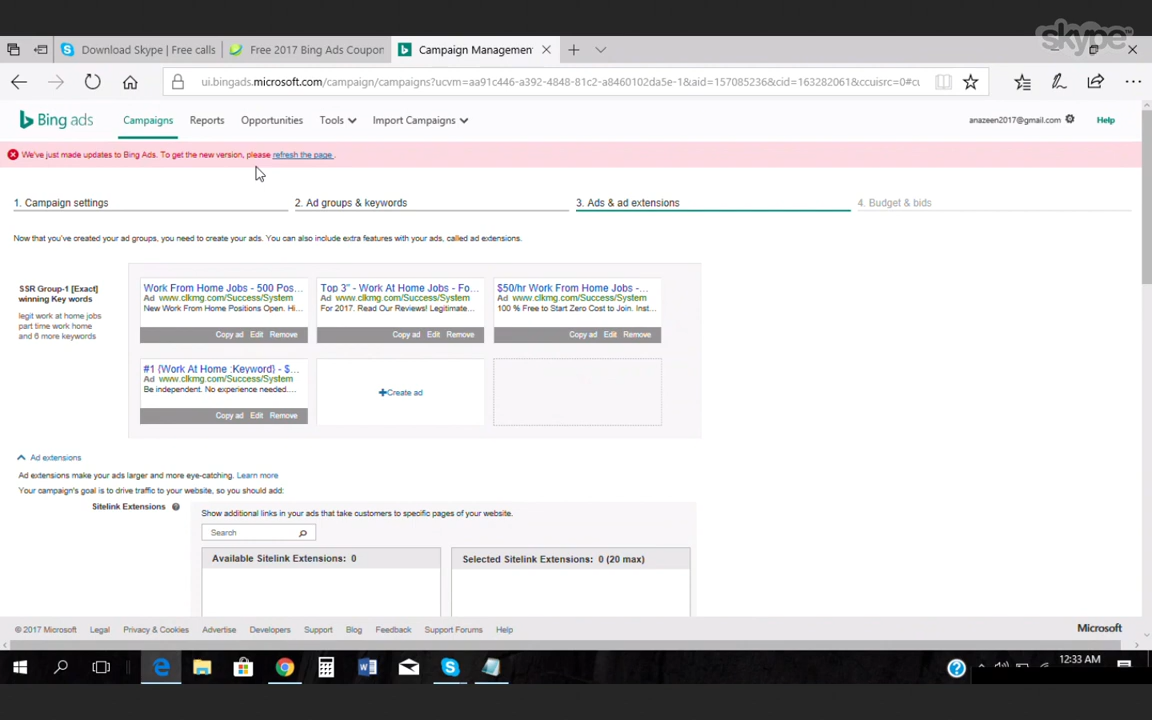 skype™
Download Skype | Free calls
Free 2017 Bing Ads Coupon
Campaign Management
ui.bingads.microsoft.com/campaign/campaigns?ucvm=aa91c446-a392-4848-81c2-a8460102da5e-1&aid=157085236&cid=163282061&ccuisrc=0#cu
Bing ads
Campaigns
Reports
Opportunities
Tools
Import Campaigns
anazeen2017@gmail.com
Help
We've just made updates to Bing Ads. To get the new version, please refresh the page .
1. Campaign settings
2. Ad groups & keywords
3. Ads & ad extensions
4. Budget & bids
Now that you've created your ad groups, you need to create your ads. You can also include extra features with your ads, called ad extensions.
SSR Group-1 [Exact]
winning Key words
legit work at home jobs
part time work home
and 6 more keywords
Work From Home Jobs - 500 Pos...
Ad www.clkmg.com/Success/System
New Work From Home Positions Open. Hi...
Copy ad Edit Remove
Top 3" - Work At Home Jobs - Fo...
Ad www.clkmg.com/Success/System
For 2017. Read Our Reviews! Legitimate...
Copy ad Edit Remove
$50/hr Work From Home Jobs -...
Ad www.clkmg.com/Success/System
100 % Free to Start Zero Cost to Join. Inst...
Copy ad Edit Remove
#1 {Work At Home :Keyword} - $...
Ad www.clkmg.com/Success/System
Be independent. No experience needed....
Copy ad Edit Remove
Create ad
Ad extensions
Ad extensions make your ads larger and more eye-catching. Learn more
Your campaign's goal is to drive traffic to your website, so you should add:
Sitelink Extensions
Show additional links in your ads that take customers to specific pages of your website.
Search
Available Sitelink Extensions: 0
Selected Sitelink Extensions: 0 (20 max)
© 2017 Microsoft
Legal
Privacy & Cookies
Advertise
Developers
Support
Blog
Feedback
Support Forums
Help
Microsoft
12:33 AM